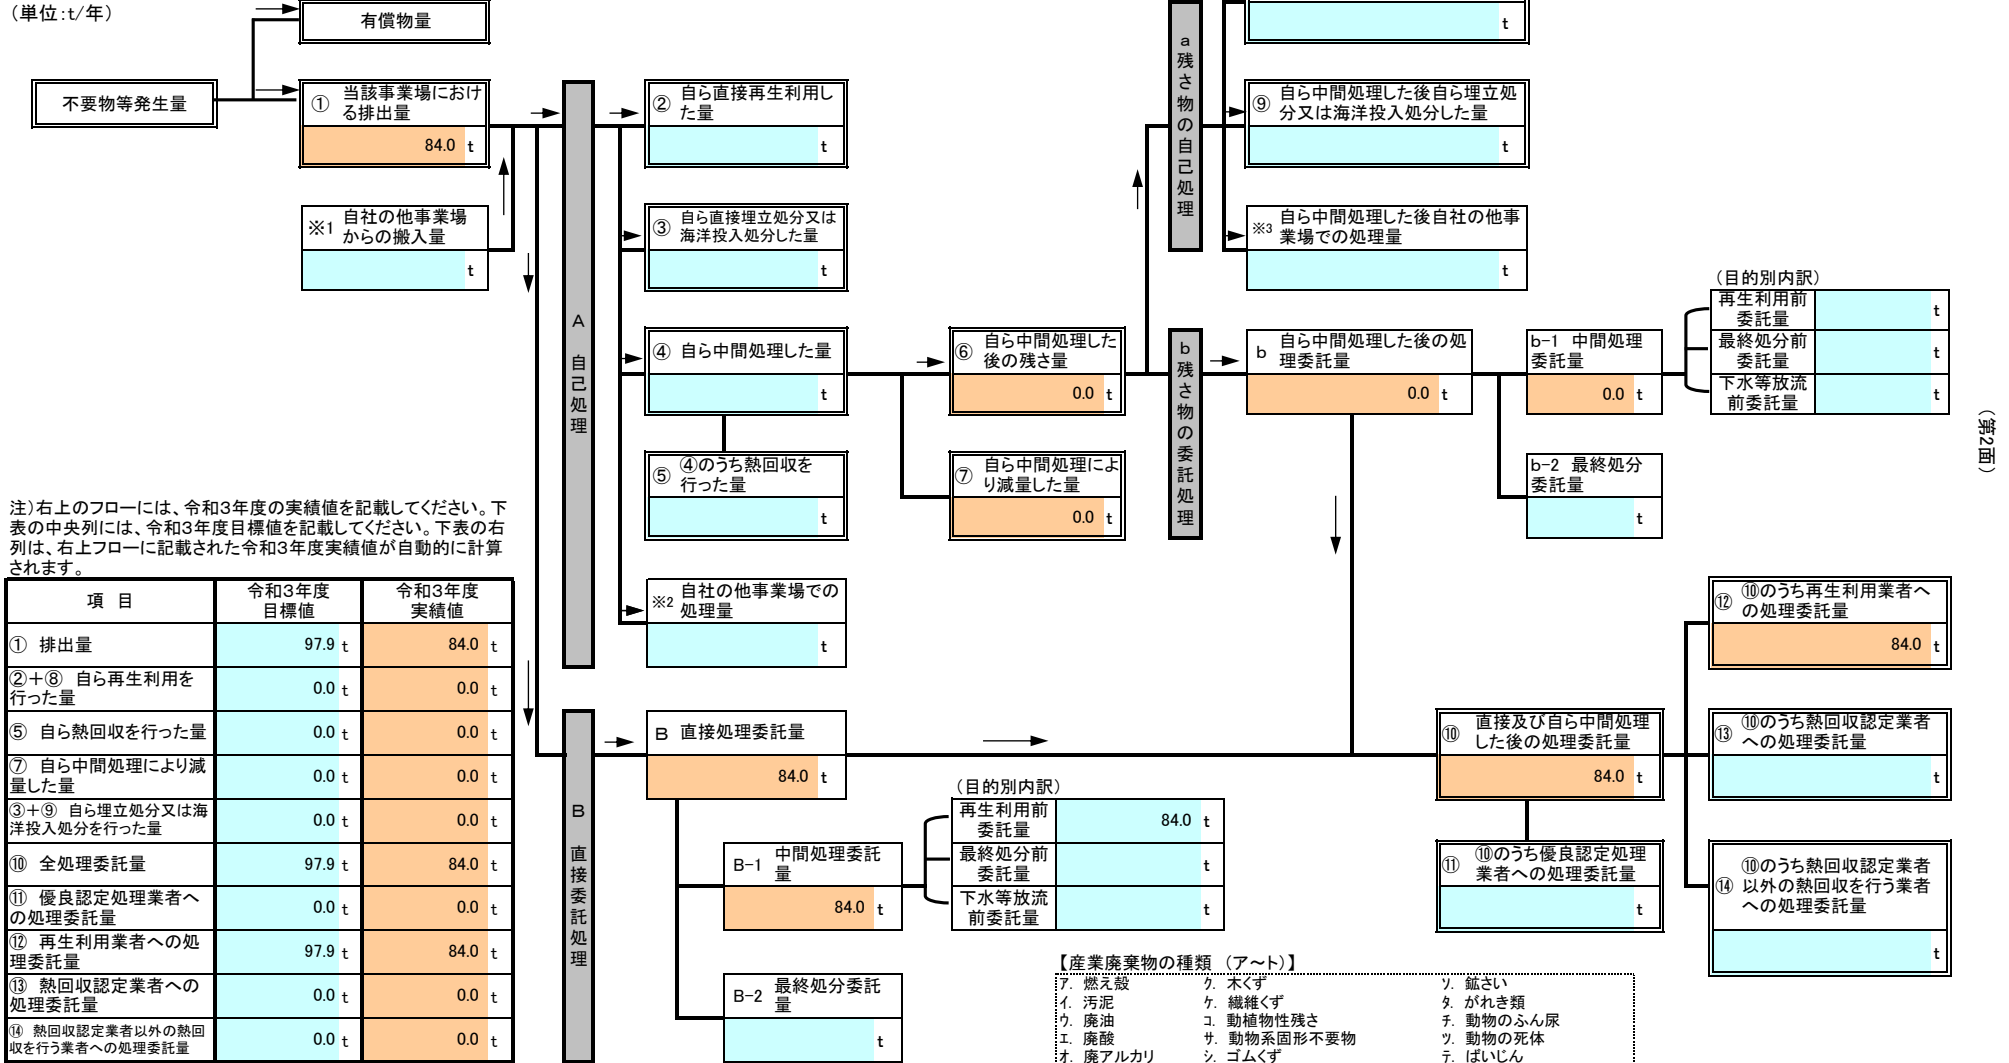 （単位：t/年）
有償物量
t
不要物等発生量
① 当該事業場におけ
る排出量
84.0 t
※1 自社の他事業場
からの搬入量
t
A 自己処理
② 自ら直接再生利用し
た量
t
③ 自ら直接埋立処分又は
海洋投入処分した量
t
④ 自ら中間処理した量
t
⑤ ④のうち熱回収を
行った量
t
※2 自社の他事業場での
処理量
t
⑥ 自ら中間処理した
後の残さ量
0.0 t
⑦ 自ら中間処理によ
り減量した量
0.0 t
a 残さ物の自己処理
⑨ 自ら中間処理した後自ら埋立処
分又は海洋投入処分した量
t
※3 自ら中間処理した後自社の他事
業場での処理量
t
b 残さ物の委託処理
b 自ら中間処理した後の処
理委託量
0.0 t
b-1 中間処理
委託量
0.0 t
（目的別内訳）
再生利用前
委託量 t
最終処分前
委託量 t
下水等放流
前委託量 t
b-2 最終処分
委託量
t
（第2面）
注）右上のフローには、令和3年度の実績値を記載してください。下
表の中央列には、令和3年度目標値を記載してください。下表の右
列は、右上フローに記載された令和3年度実績値が自動的に計算
されます。
項 目 令和3年度 目標値 令和3年度 実績値
① 排出量 97.9 t 84.0 t
②＋⑧ 自ら再生利用を
行った量 0.0 t 0.0 t
⑤ 自ら熱回収を行った量 0.0 t 0.0 t
⑦ 自ら中間処理により減
量した量 0.0 t 0.0 t
③＋⑨ 自ら埋立処分又は海
洋投入処分を行った量 0.0 t 0.0 t
⑩ 全処理委託量 97.9 t 84.0 t
⑪ 優良認定処理業者へ
の処理委託量 0.0 t 0.0 t
⑫ 再生利用業者への処
理委託量 97.9 t 84.0 t
⑬ 熱回収認定業者への
処理委託量 0.0 t 0.0 t
⑭ 熱回収認定業者以外の熱回
収を行う業者への処理委託量 0.0 t 0.0 t
B 直接委託処理
B 直接処理委託量
84.0 t
B-1 中間処理委託
量
84.0 t
（目的別内訳）
再生利用前
委託量 84.0 t
最終処分前
委託量 t
下水等放流
前委託量 t
B-2 最終処分委託
量
t
⑩ 直接及び自ら中間処理
した後の処理委託量
84.0 t
⑪ ⑩のうち優良認定処理
業者への処理委託量
t
⑫ ⑩のうち再生利用業者へ
の処理委託量
84.0 t
⑬ ⑩のうち熱回収認定業者
への処理委託量
t
⑭ ⑩のうち熱回収認定業者
以外の熱回収を行う業者
への処理委託量
t
【産業廃棄物の種類 （ア～ト）】
ア. 燃え殻 ク. 木くず ソ. 鉱さい
イ. 汚泥 ケ. 繊維くず タ. がれき類
ウ. 廃油 コ. 動植物性残さ チ. 動物のふん尿
エ. 廃酸 サ. 動物系固形不要物 ツ. 動物の死体
オ. 廃アルカリ シ. ゴムくず テ. ばいじん